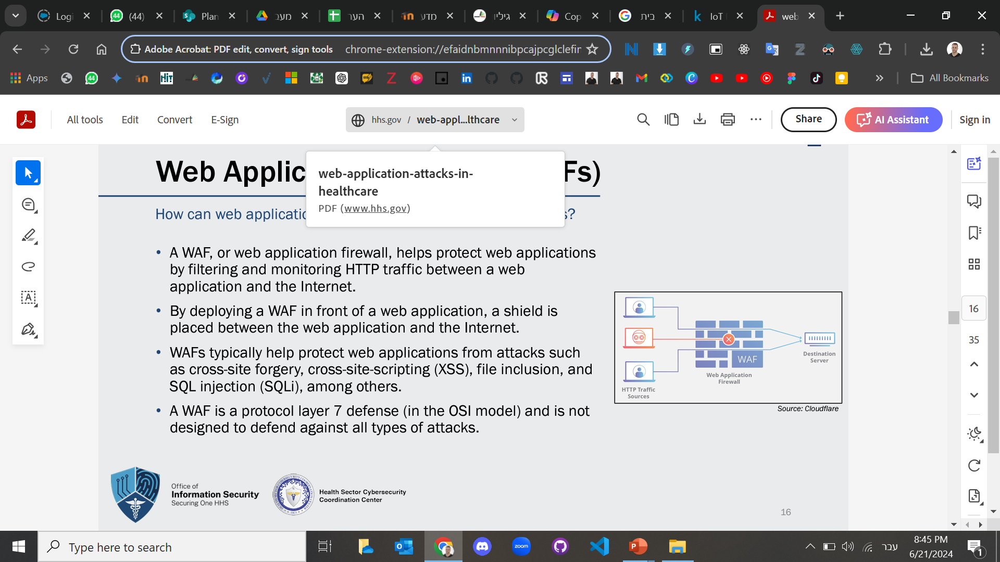 Logi
(44)
Plan
מעב
הער
מדע
גיליו
Cop
בית
IoT
web
Adobe Acrobat: PDF edit, convert, sign tools
chrome-extension://efaidnbmnnnibpcajpcglclefir
Apps
44
HiT
All Bookmarks
All tools
Edit
Convert
E-Sign
hhs.gov / web-appl...lthcare
Share
AI Assistant
Sign in
Web Applic
Fs)
web-application-attacks-in-
healthcare
PDF (www.hhs.gov)
How can web applicatio
s?
• A WAF, or web application firewall, helps protect web applications
by filtering and monitoring HTTP traffic between a web
application and the Internet.
• By deploying a WAF in front of a web application, a shield is
placed between the web application and the Internet.
• WAFs typically help protect web applications from attacks such
as cross-site forgery, cross-site-scripting (XSS), file inclusion, and
SQL injection (SQLi), among others.
• A WAF is a protocol layer 7 defense (in the OSI model) and is not
designed to defend against all types of attacks.
HTTP Traffic
Sources
WAF
Web Application
Firewall
Destination
Server
Source: Cloudflare
16
35
Office of
Information Security
Securing One HHS
Health Sector Cybersecurity
Coordination Center
16
Type here to search
zoom
עבר
8:45 PM
6/21/2024
1